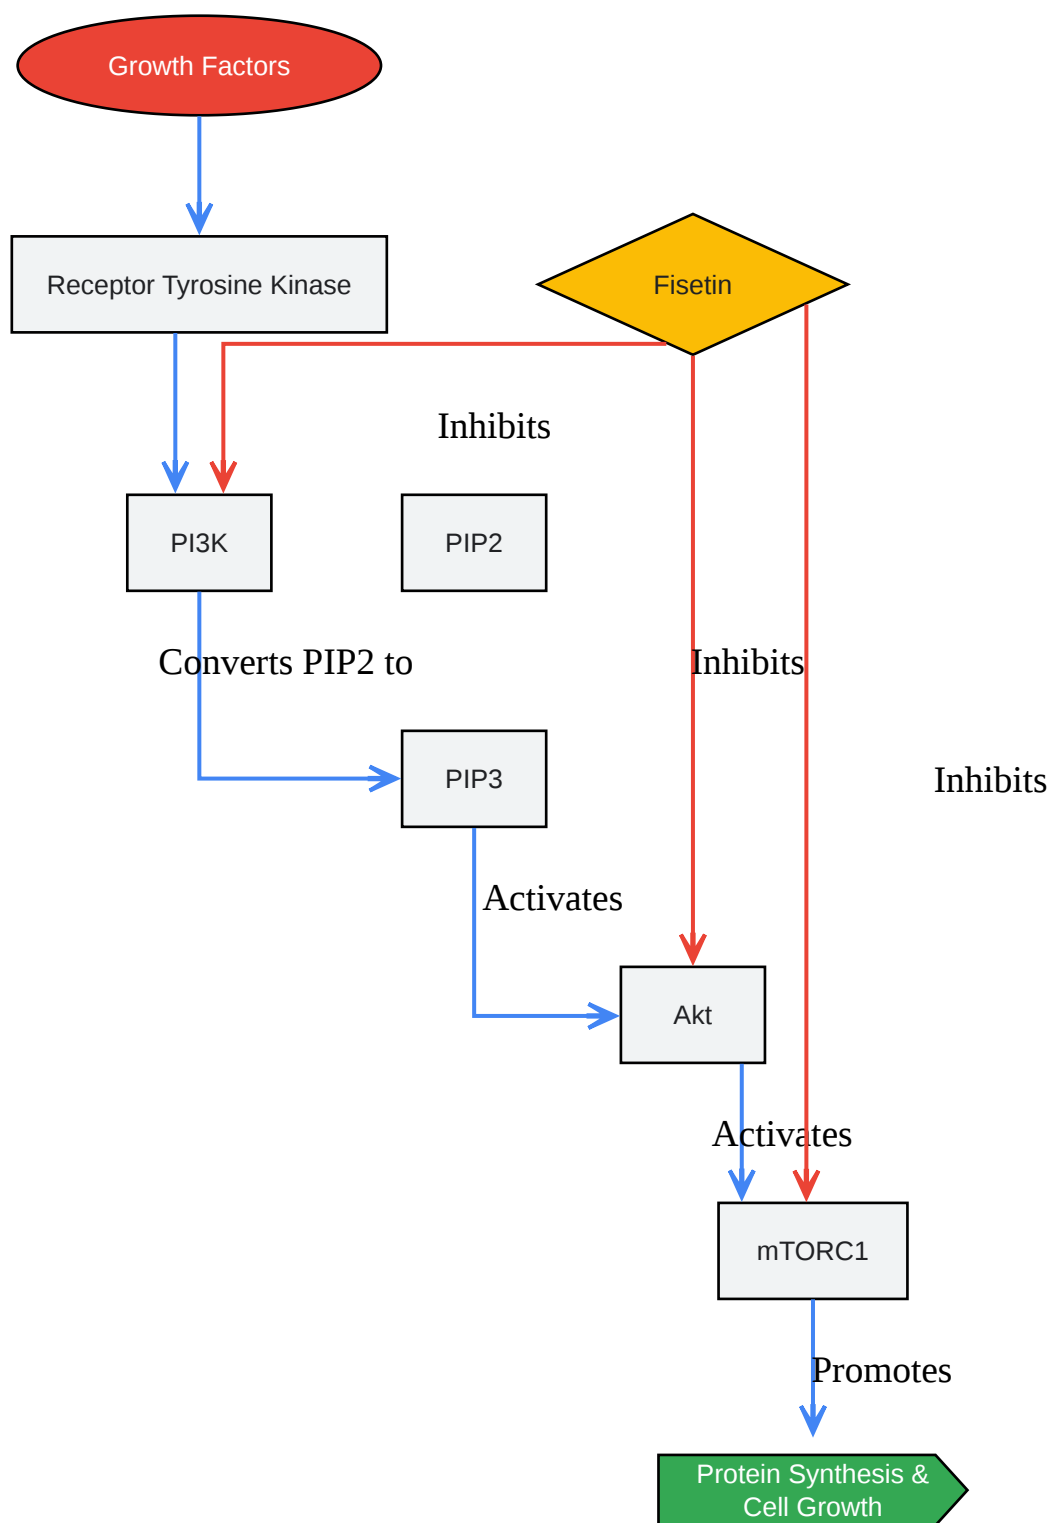 Growth Factors
Receptor Tyrosine Kinase
Fisetin
Inhibits
PI3K
PIP2
Converts PIP2 to
Inhibits
PIP3
Inhibits
Activates
Akt
Activates
mTORC1
Promotes
Protein Synthesis &
Cell Growth